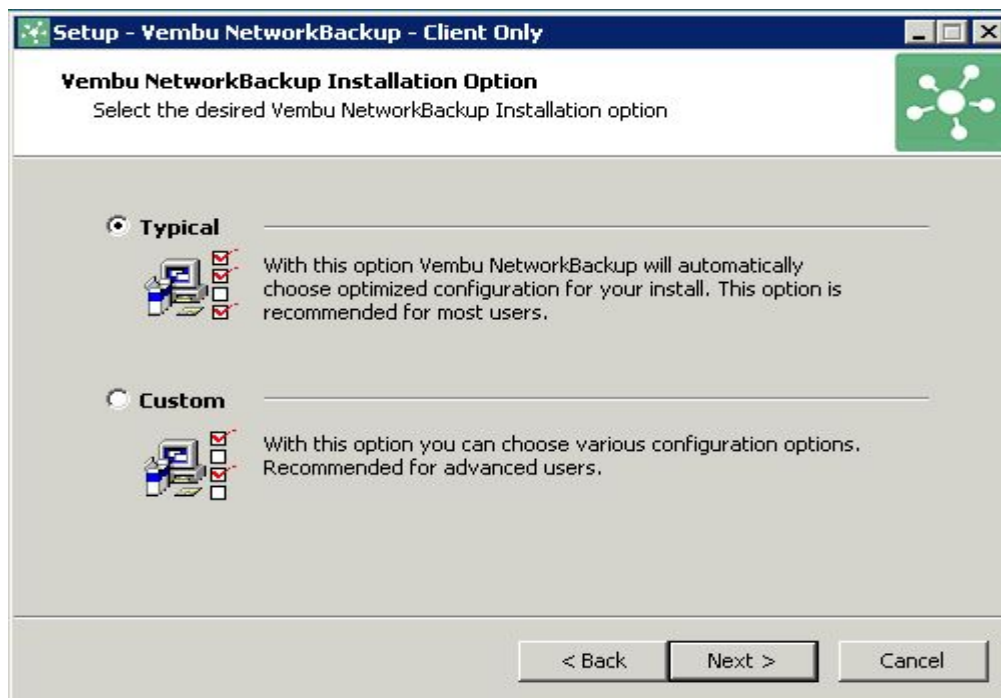 Setup - Vembu NetworkBackup - Client Only
Vembu NetworkBackup Installation Option
Select the desired Vembu NetworkBackup Installation option
Typical
With this option Vembu NetworkBackup will automatically
choose optimized configuration for your install. This option is
recommended for most users.
Custom
With this option you can choose various configuration options.
Recommended for advanced users.
< Back
Next >
Cancel